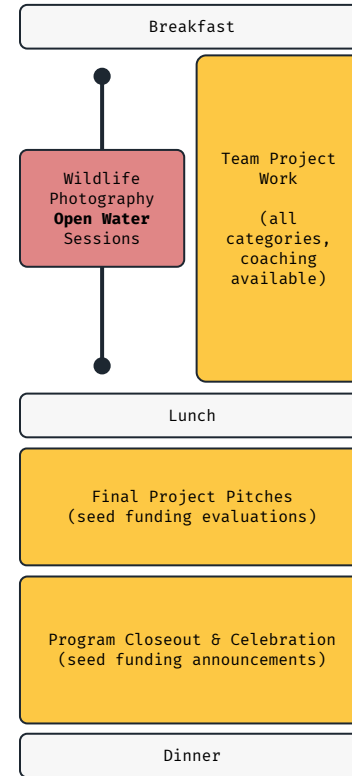 Breakfast
Wildlife
Photography
Open Water
Sessions
Team Project
Work
(all
categories,
coaching
available)
Lunch
Final Project Pitches
(seed funding evaluations)
Program Closeout & Celebration
(seed funding announcements)
Dinner